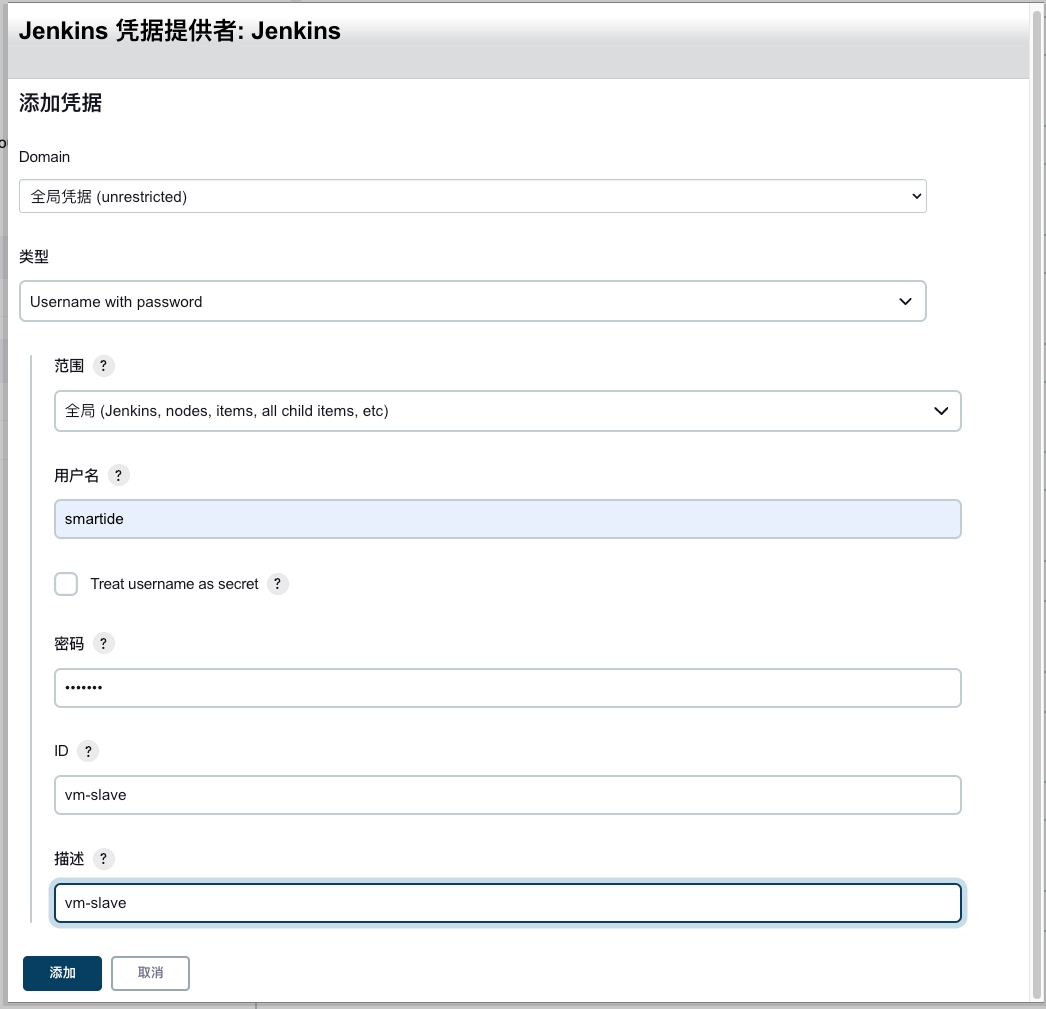 Jenkins 凭据提供者: Jenkins
添加凭据
Domain
全局凭据 (unrestricted)
类型
Username with password
范围 ?
全局 (Jenkins, nodes, items, all child items, etc)
用户名 ?
smartide
Treat username as secret ?
密码 ?
•••••••
ID ?
vm-slave
描述 ?
vm-slave
添加 取消